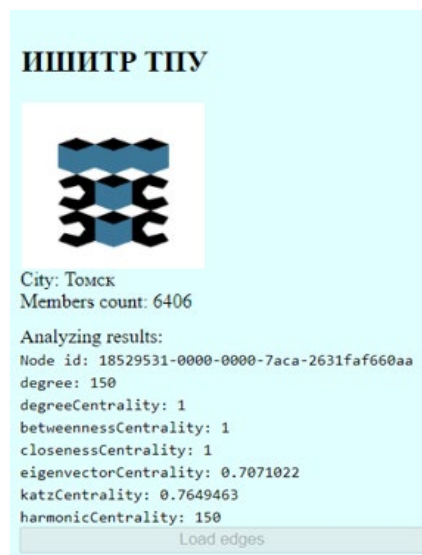 ИШИТР ТПУ
City: Томск
Members count: 6406
Analyzing results:
Node id: 18529531-0000-0000-7aca-2631faf660aa
degree: 150
degreeCentrality: 1
betweennessCentrality: 1
closenessCentrality: 1
eigenvectorCentrality: 0.7071022
katzCentrality: 0.7649463
harmonicCentrality: 150
Load edges